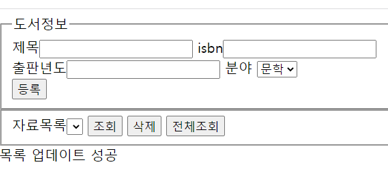 도서정보
제목 isbn
출판년도 분야 문학
등록
자료목록 조회 삭제 전체조회
목록 업데이트 성공